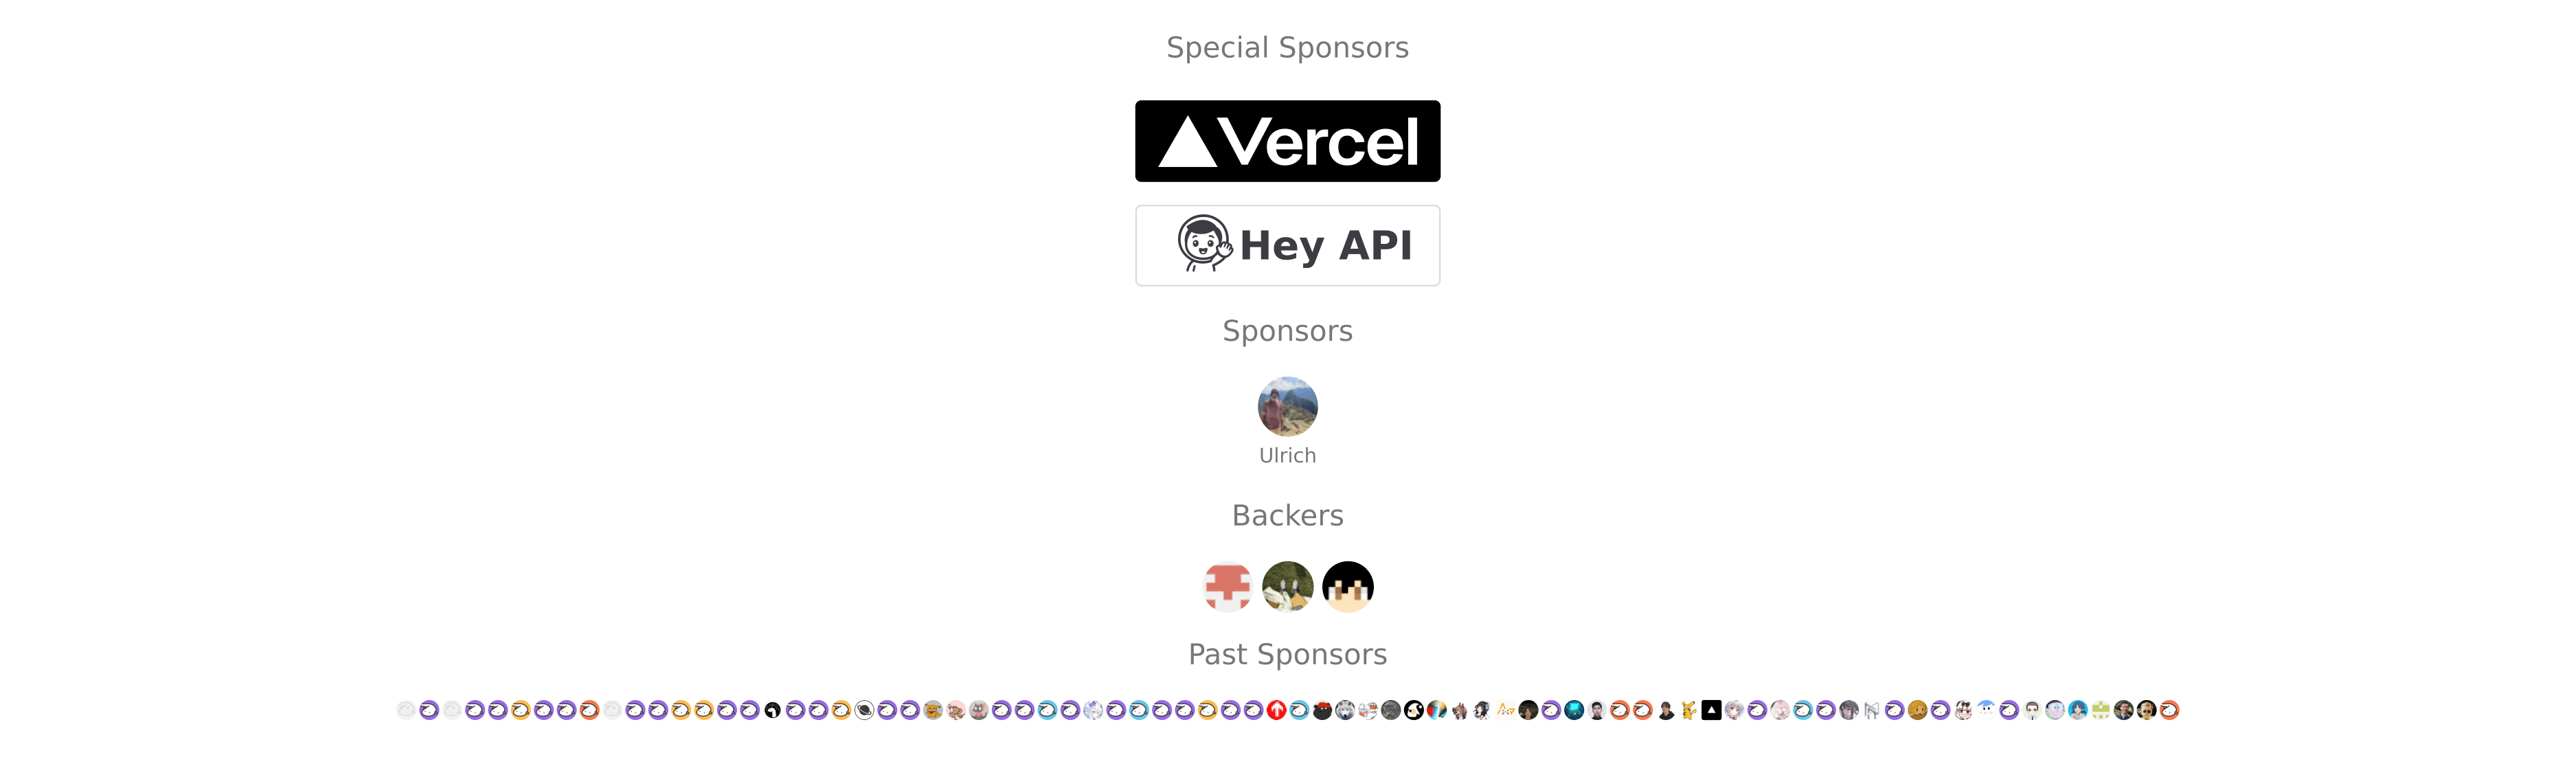 Special Sponsors
Vercel
Hey API
Sponsors
Ulrich
Backers
Past Sponsors